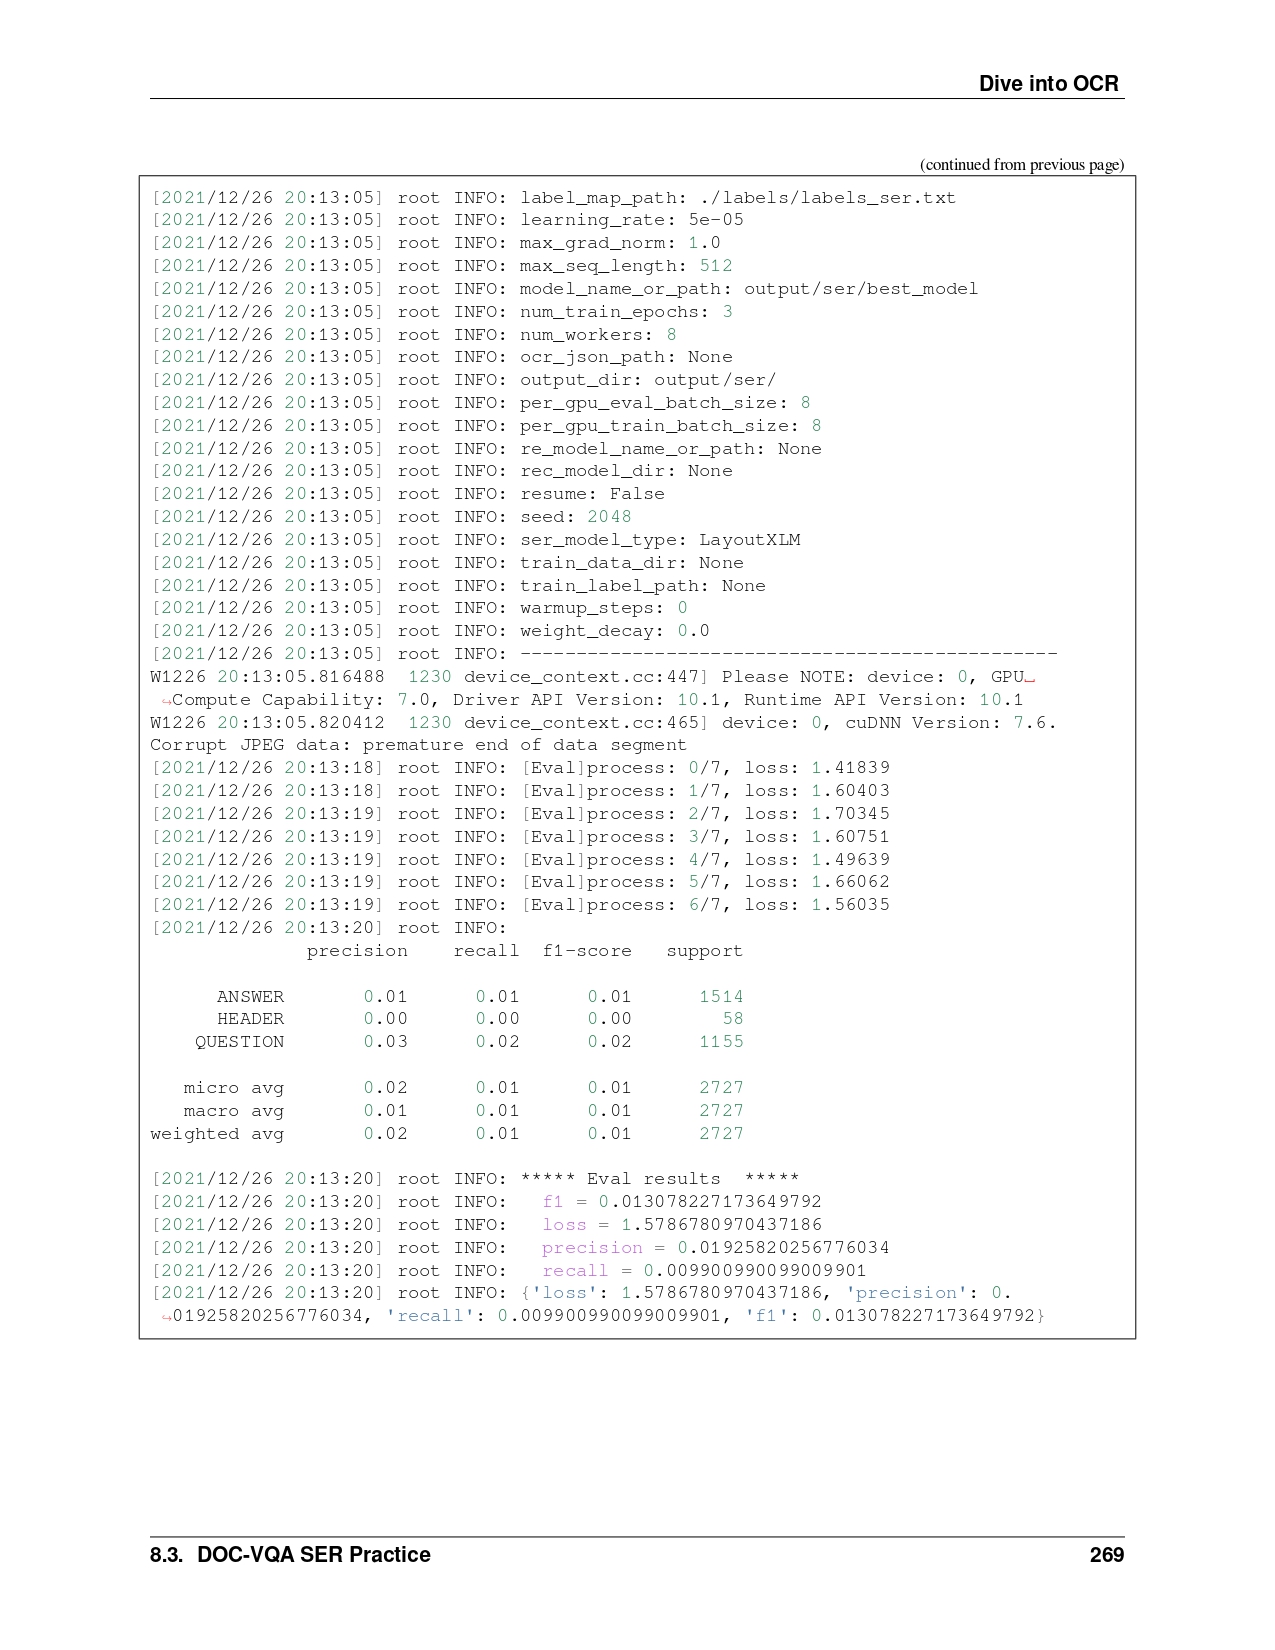 Dive into OCR
(continued from previous page)
[2021/12/26 20:13:05] root INFO: label_map_path: ./labels/labels_ser.txt
[2021/12/26 20:13:05] root INFO: learning_rate: 5e-05
[2021/12/26 20:13:05] root INFO: max_grad_norm: 1.0
[2021/12/26 20:13:05] root INFO: max_seq_length: 512
[2021/12/26 20:13:05] root INFO: model_name_or_path: output/ser/best_model
[2021/12/26 20:13:05] root INFO: num_train_epochs: 3
[2021/12/26 20:13:05] root INFO: num_workers: 8
[2021/12/26 20:13:05] root INFO: ocr_json_path: None
[2021/12/26 20:13:05] root INFO: output_dir: output/ser/
[2021/12/26 20:13:05] root INFO: per_gpu_eval_batch_size: 8
[2021/12/26 20:13:05] root INFO: per_gpu_train_batch_size: 8
[2021/12/26 20:13:05] root INFO: re_model_name_or_path: None
[2021/12/26 20:13:05] root INFO: rec_model_dir: None
[2021/12/26 20:13:05] root INFO: resume: False
[2021/12/26 20:13:05] root INFO: seed: 2048
[2021/12/26 20:13:05] root INFO: ser_model_type: LayoutXLM
[2021/12/26 20:13:05] root INFO: train_data_dir: None
[2021/12/26 20:13:05] root INFO: train_label_path: None
[2021/12/26 20:13:05] root INFO: warmup_steps: 0
[2021/12/26 20:13:05] root INFO: weight_decay: 0.0
[2021/12/26 20:13:05] root INFO: ------------------------------------------------
W1226 20:13:05.816488  1230 device_context.cc:447] Please NOTE: device: 0, GPU␣
↪Compute Capability: 7.0, Driver API Version: 10.1, Runtime API Version: 10.1
W1226 20:13:05.820412  1230 device_context.cc:465] device: 0, cuDNN Version: 7.6.
Corrupt JPEG data: premature end of data segment
[2021/12/26 20:13:18] root INFO: [Eval]process: 0/7, loss: 1.41839
[2021/12/26 20:13:18] root INFO: [Eval]process: 1/7, loss: 1.60403
[2021/12/26 20:13:19] root INFO: [Eval]process: 2/7, loss: 1.70345
[2021/12/26 20:13:19] root INFO: [Eval]process: 3/7, loss: 1.60751
[2021/12/26 20:13:19] root INFO: [Eval]process: 4/7, loss: 1.49639
[2021/12/26 20:13:19] root INFO: [Eval]process: 5/7, loss: 1.66062
[2021/12/26 20:13:19] root INFO: [Eval]process: 6/7, loss: 1.56035
[2021/12/26 20:13:20] root INFO:
precision    recall  f1-score   support
ANSWER       0.01      0.01      0.01      1514
HEADER       0.00      0.00      0.00        58
QUESTION       0.03      0.02      0.02      1155
micro avg       0.02      0.01      0.01      2727
macro avg       0.01      0.01      0.01      2727
weighted avg       0.02      0.01      0.01      2727
[2021/12/26 20:13:20] root INFO: ***** Eval results  *****
[2021/12/26 20:13:20] root INFO:   f1 = 0.013078227173649792
[2021/12/26 20:13:20] root INFO:   loss = 1.5786780970437186
[2021/12/26 20:13:20] root INFO:   precision = 0.01925820256776034
[2021/12/26 20:13:20] root INFO:   recall = 0.009900990099009901
[2021/12/26 20:13:20] root INFO: {'loss': 1.5786780970437186, 'precision': 0.
↪01925820256776034, 'recall': 0.009900990099009901, 'f1': 0.013078227173649792}
8.3. DOC-VQA SER Practice
269